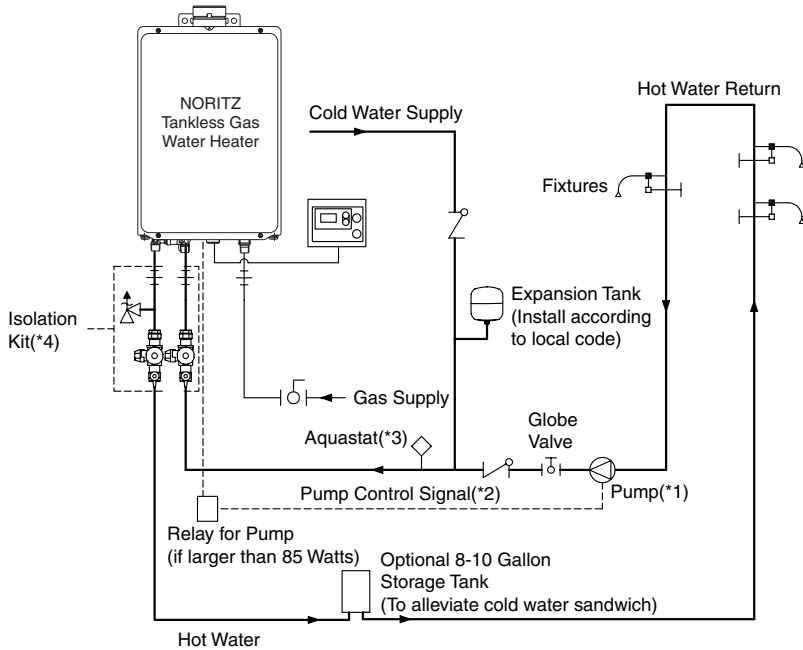 NORITZ
Tankless Gas
Water Heater
Cold Water Supply
Hot Water Return
Fixtures
Expansion Tank
(Install according
to local code)
Isolation
Kit(*4)
Gas Supply
Globe
Valve
Aquastat(*3)
Pump Control Signal(*2)
Pump(*1)
Relay for Pump
(if larger than 85 Watts)
Optional 8-10 Gallon
Storage Tank
(To alleviate cold water sandwich)
Hot Water